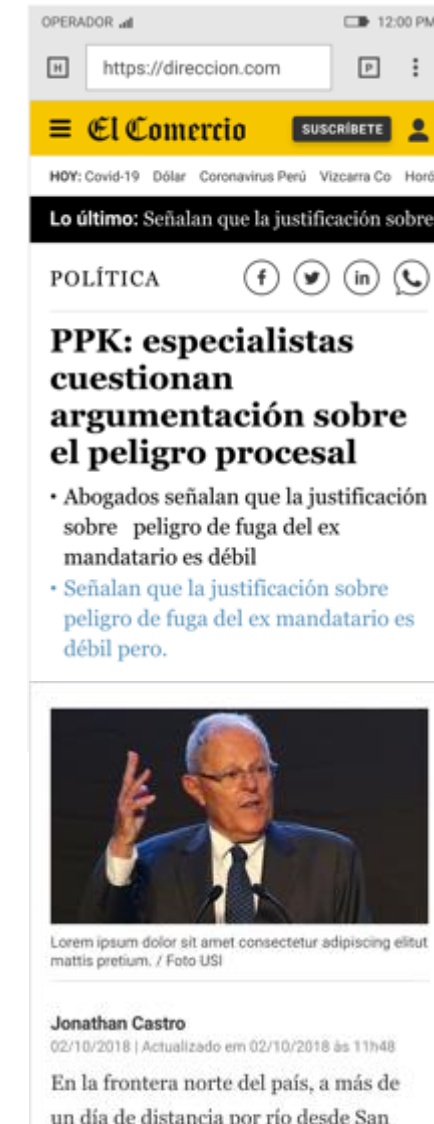 OPERADOR
12:00 PM
H
https://direccion.com
P
El Comercio
SUSCRÍBETE
HOY: Covid-19 Dólar Coronavirus Perú Vizcarra Co Horó
Lo último: Señalan que la justificación sobre
POLÍTICA
PPK: especialistas
cuestionan
argumentación sobre
el peligro procesal
• Abogados señalan que la justificación
sobre peligro de fuga del ex
mandatario es débil
• Señalan que la justificación sobre
peligro de fuga del ex mandatario es
débil pero.
Lorem ipsum dolor sit amet consectetur adipiscing elitut
mattis pretium. / Foto USI
Jonathan Castro
02/10/2018 | Actualizado em 02/10/2018 às 11h48
En la frontera norte del país, a más de
un día de distancia por río desde San